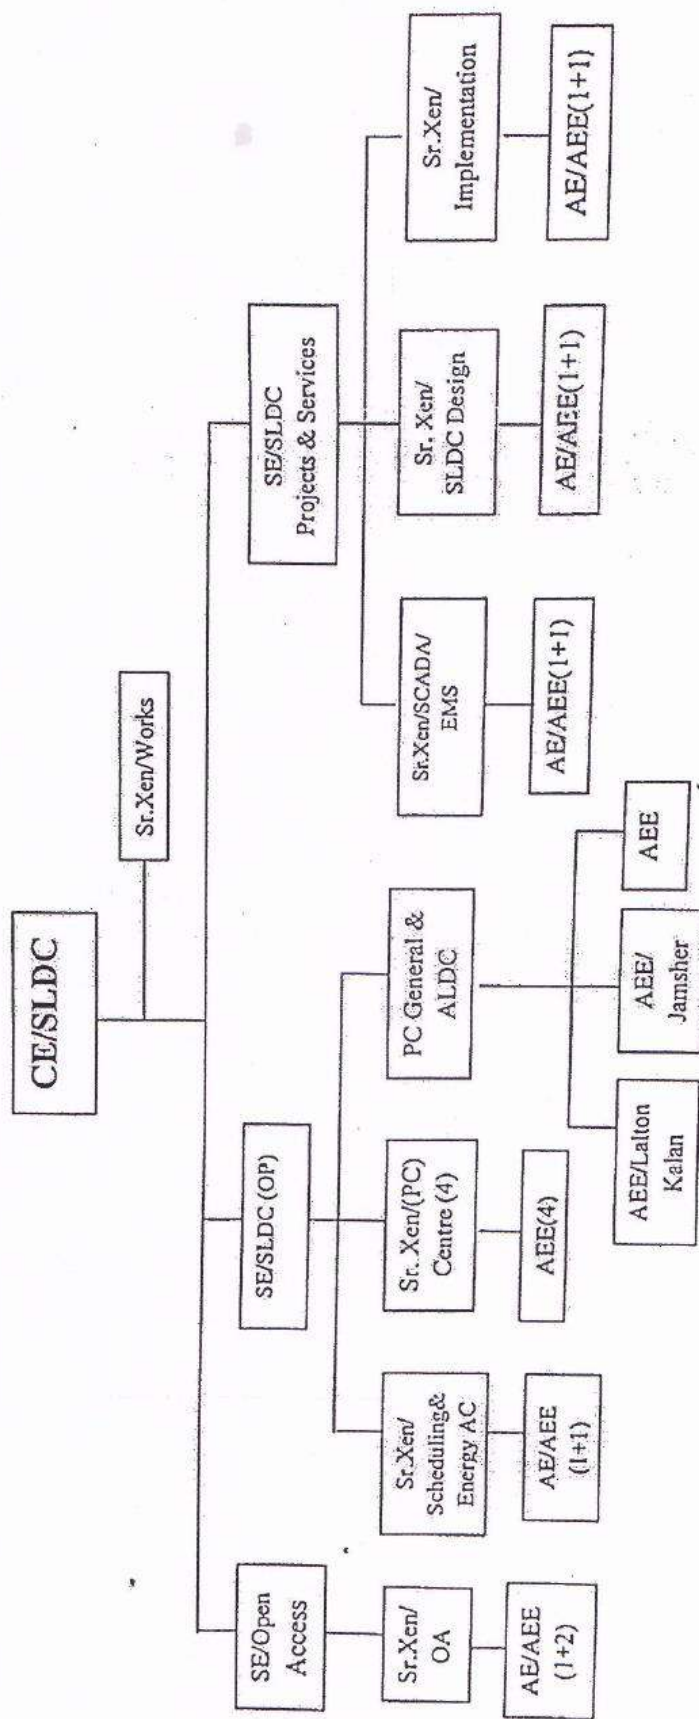 CE/SLDC
Sr.Xen/Works
SE/Open
Access
SE/SLDC (OP)
SE/SLDC
Projects & Services
Sr.Xen/
OA
Sr.Xen/
Scheduling&
Energy AC
Sr. Xen/(PC)
Centre (4)
PC General &
ALDC
Sr.Xen/SCADA/
EMS
Sr. Xen/
SLDC Design
Sr.Xen/
Implementation
AE/AEE
(1+2)
AE/AEE
(1+1)
AEE(4)
AEE/Lalton
Kalan
AEE/
Jamsher
AEE
AE/AEE(1+1)
AE/AEE(1+1)
AE/AEE(1+1)